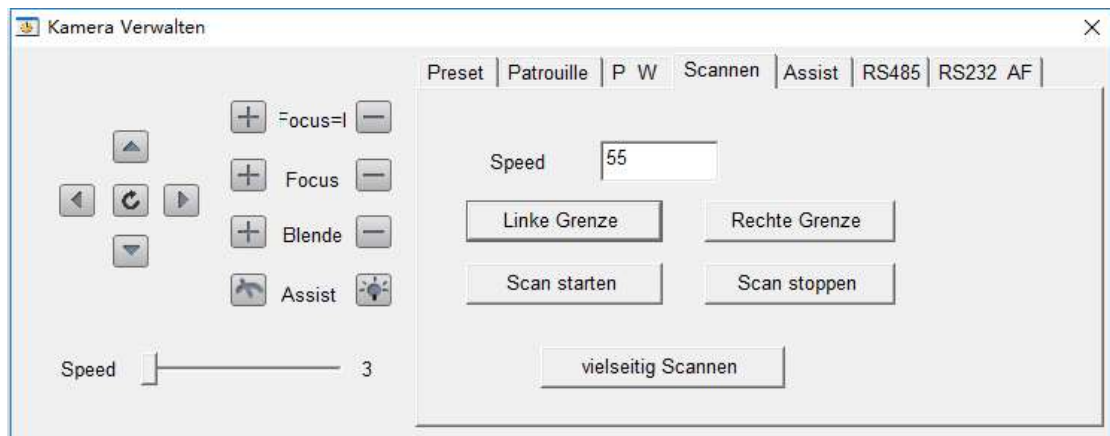 Kamera Verwalten
Preset Patrouille P W Scannen Assist RS485 RS232 AF
Focus=
Focus
Blende
Assist
Speed 3
Speed 55
Linke Grenze Rechte Grenze
Scan starten Scan stoppen
vielseitig Scannen